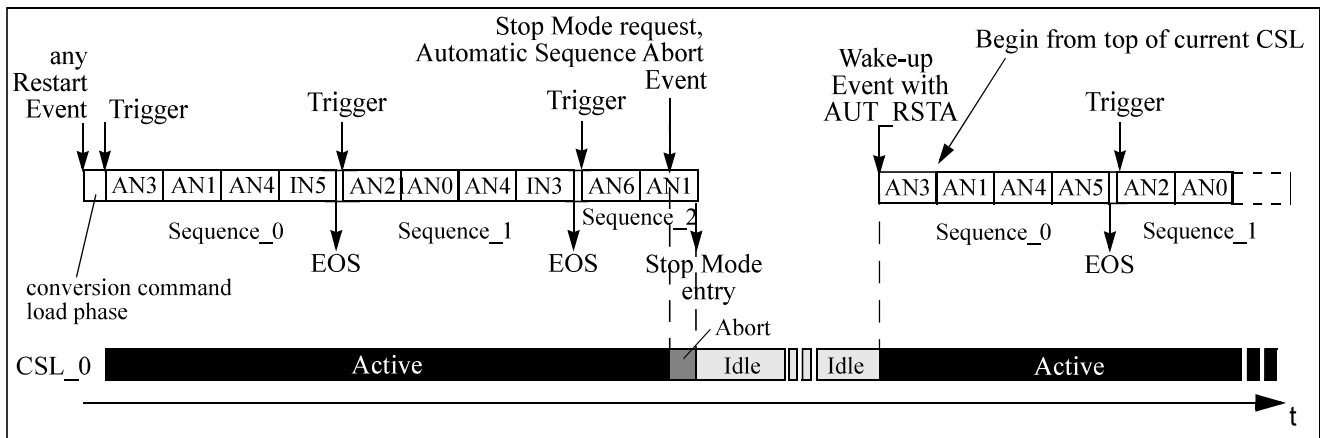 Stop Mode request,
Automatic Sequence Abort
Event
any
Restart
Event
Trigger
Trigger
Trigger
Wake-up
Event with
AUT_RSTA
Begin from top of current CSL
Trigger
AN3 AN1 AN4 IN5 AN2 AN0 AN4 IN3 AN6 AN1
AN3 AN1 AN4 AN5 AN2 AN0
Sequence_0
Sequence_1
Sequence_2
Sequence_0
Sequence_1
EOS
EOS
EOS
Stop Mode
entry
conversion command
load phase
Abort
CSL_0
Active
Idle
Idle
Active
t